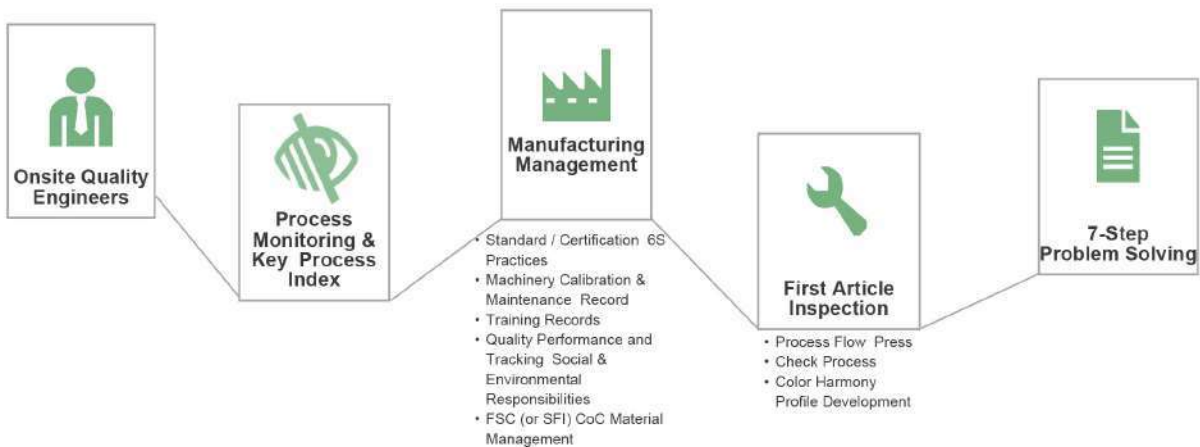 Onsite Quality
Engineers
Process
Monitoring &
Key Process
Index
Manufacturing
Management
• Standard / Certification 6S
Practices
• Machinery Calibration &
Maintenance Record
• Training Records
• Quality Performance and
Tracking Social &
Environmental
Responsibilities
• FSC (or SFI) CoC Material
Management
First Article
Inspection
• Process Flow Press
• Check Process
• Color Harmony
Profile Development
7-Step
Problem Solving